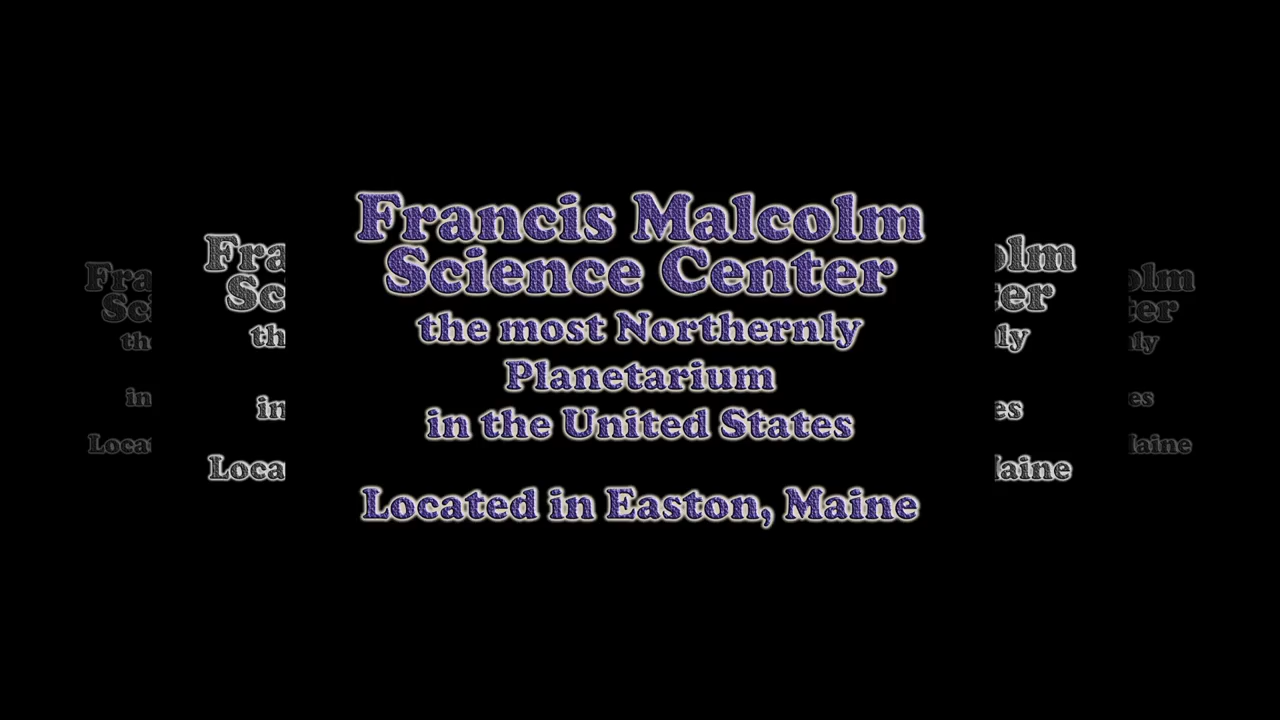 Francis Malcolm
Science Center
the most Northernly
Planetarium
in the United States
Located in Easton, Maine